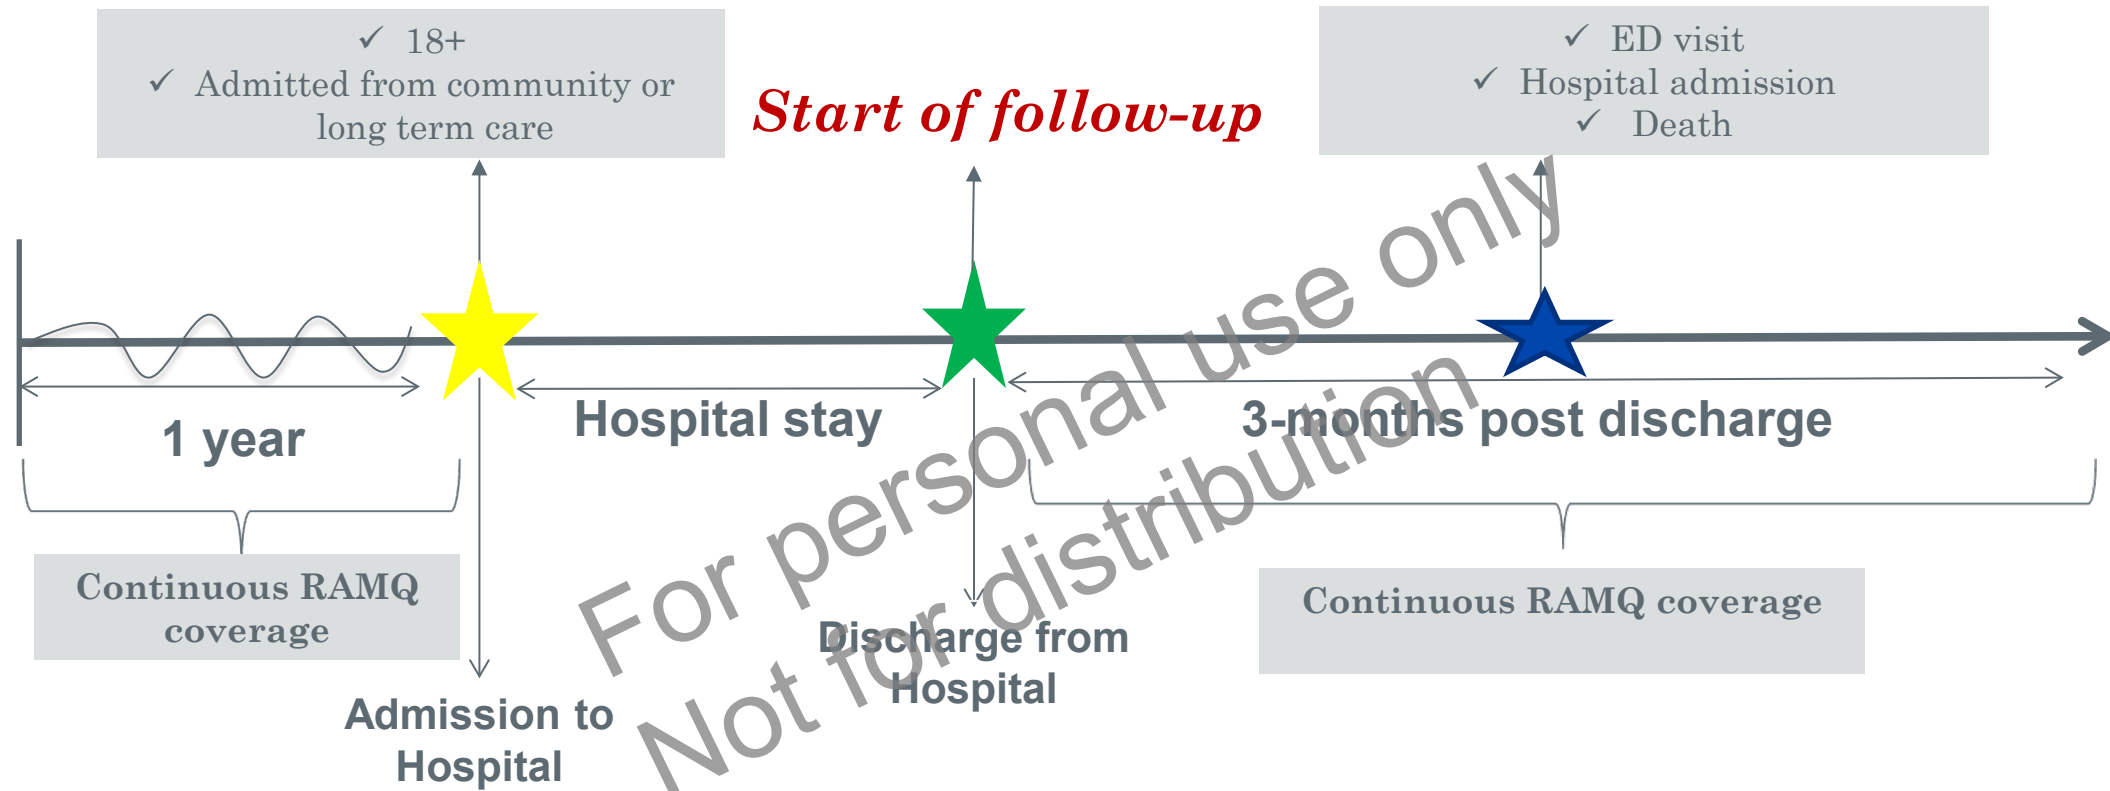 ✓ 18+
✓ Admitted from community or
long term care
Start of follow-up
✓ ED visit
✓ Hospital admission
✓ Death
1 year
Hospital stay
3-months post discharge
Continuous RAMQ
coverage
Admission to
Hospital
Discharge from
Hospital
Continuous RAMQ coverage
For personal use only
Not for distribution